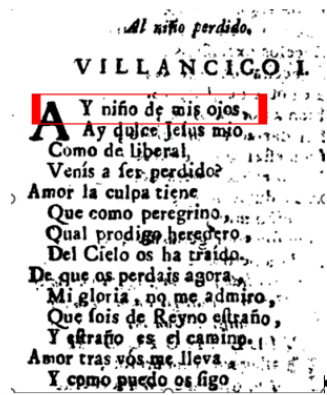 Al niño perdido.
VILLANCICO I.
AY niño de mis ojos,
Ay dulce Jesus mio,
Como de liberal,
Venís a ser perdido?
Amor la culpa tiene
Que como peregrino,
Qual prodigo heredero,
Del Cielo os ha traido.
De que os perdais agora,
Mi gloria, no me admiro,
Que sois de Reyno estraño,
Y estraño es el camino.
Amor tras vós me lleva
Y como puedo os sigo